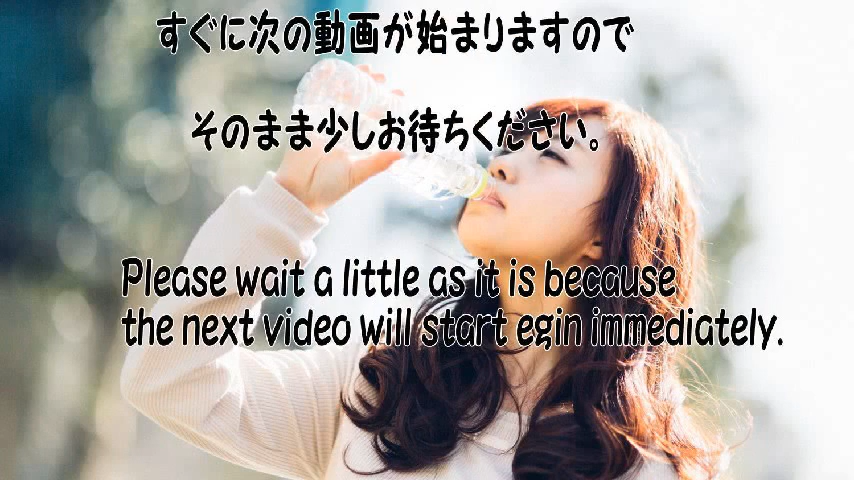 すぐに次の動画が始まりますので
そのまま少しお待ちください。
Please wait a little as it is because
the next video will start egin immediately.